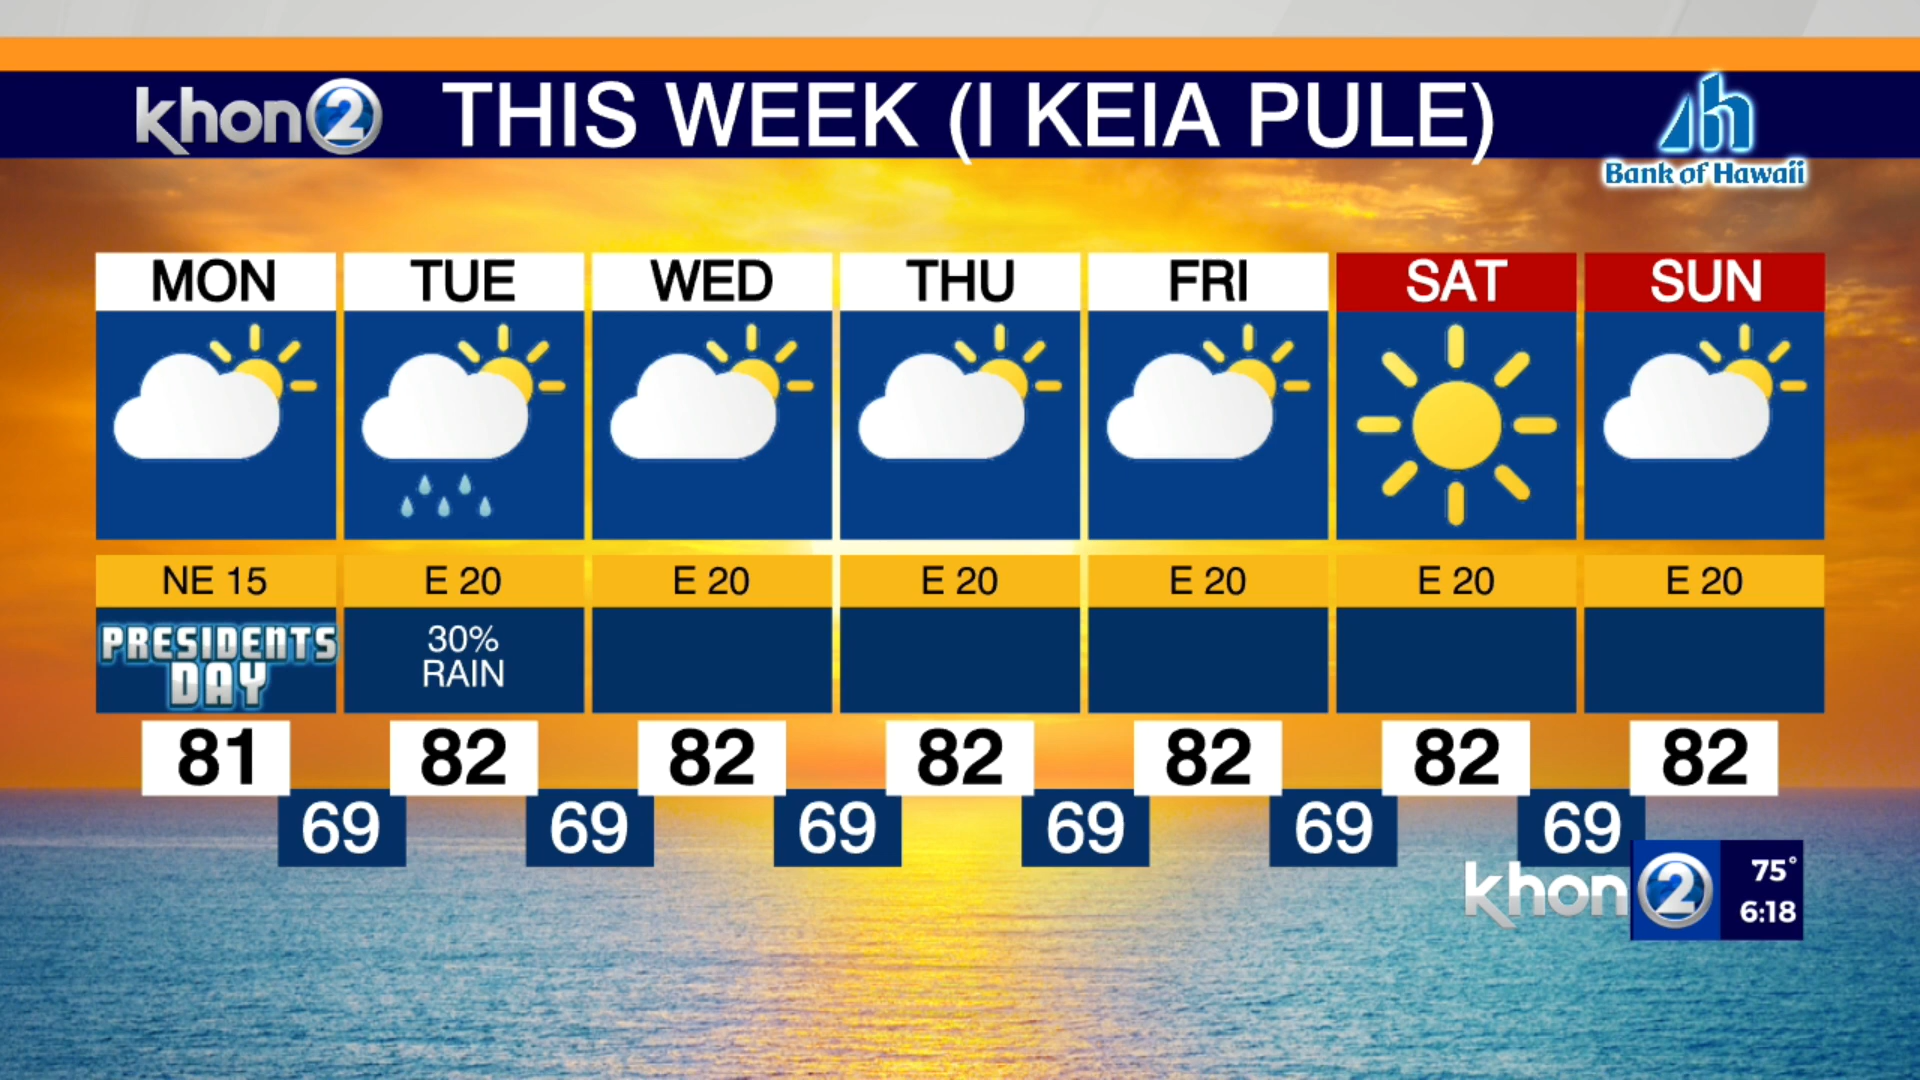 khon2 THIS WEEK (I KEIA PULE)
Bank of Hawaii
MON TUE WED THU FRI SAT SUN
NE 15 E 20 E 20 E 20 E 20 E 20 E 20
PRESIDENTS
DAY
30%
RAIN
81 82 82 82 82 82 82
69 69 69 69 69 69
khon 2
75°
6:18